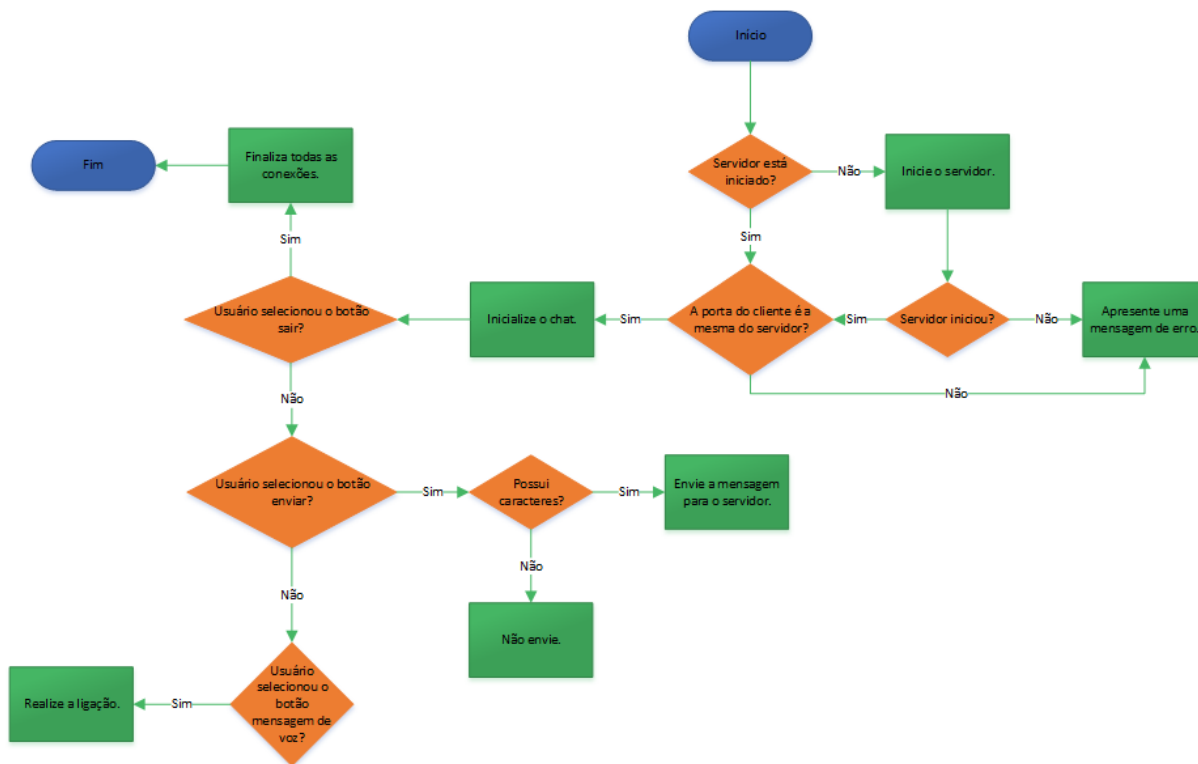 Início
Servidor está
iniciado?
Não
Inicie o servidor.
Sim
Servidor iniciou?
Não
Apresente uma
mensagem de erro.
Sim
A porta do cliente é a
mesma do servidor?
Não
Sim
Inicialize o chat.
Usuário selecionou o botão
sair?
Sim
Finaliza todas as
conexões.
Fim
Não
Usuário selecionou o botão
enviar?
Sim
Possui
caracteres?
Sim
Envie a mensagem
para o servidor.
Não
Não envie.
Não
Usuário
selecionou o
botão
mensagem de
voz?
Sim
Realize a ligação.